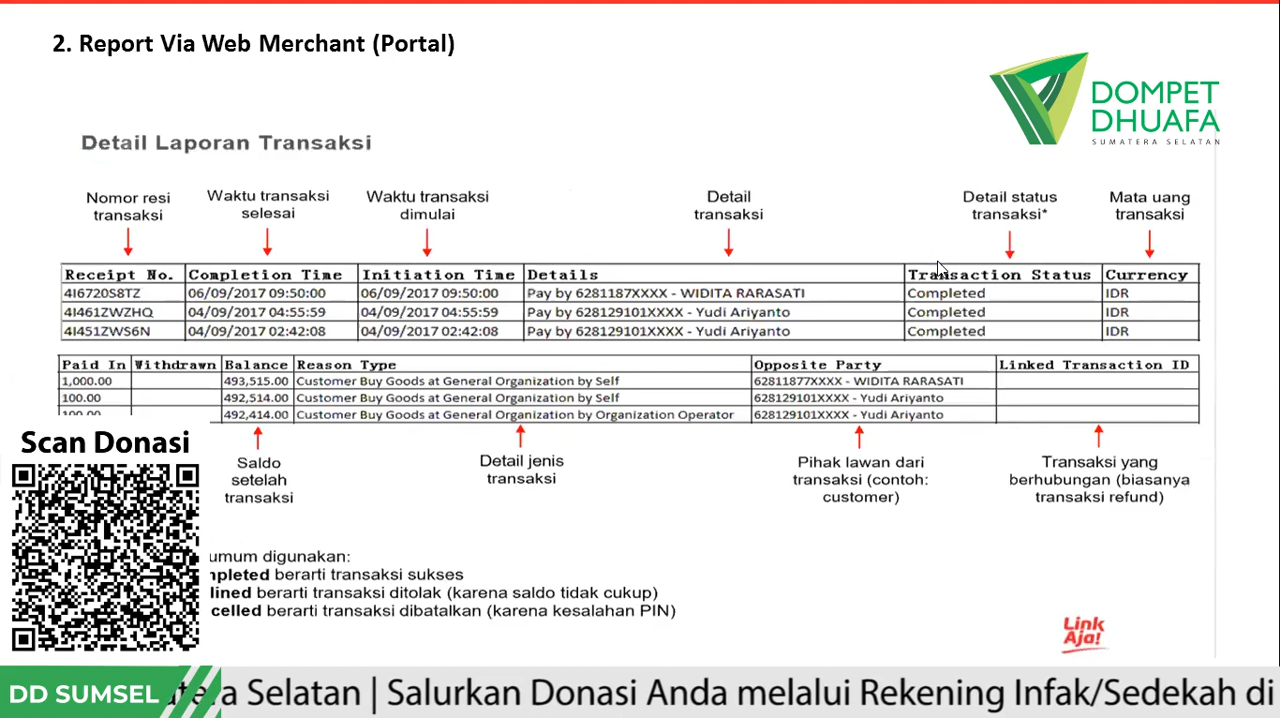 2. Report Via Web Merchant (Portal)
DOMPET
DHUAFA
SUMATERA SELATAN
Detail Laporan Transaksi
Nomor resi
transaksi
Waktu transaksi
selesai
Waktu transaksi
dimulai
Detail
transaksi
Detail status
transaksi*
Mata uang
transaksi
Receipt No. Completion Time Initiation Time Details Transaction Status Currency
4I6720S8TZ 06/09/2017 09:50:00 06/09/2017 09:50:00 Pay by 6281187XXXX - WIDITA RARASATI Completed IDR
4I461ZWZHQ 04/09/2017 04:55:59 04/09/2017 04:55:59 Pay by 628129101XXXX - Yudi Ariyanto Completed IDR
4I451ZWS6N 04/09/2017 02:42:08 04/09/2017 02:42:08 Pay by 628129101XXXX - Yudi Ariyanto Completed IDR
Paid In Withdrawn Balance Reason Type Opposite Party Linked Transaction ID
1,000.00 493,515.00 Customer Buy Goods at General Organization by Self 62811877XXXX - WIDITA RARASATI
100.00 492,514.00 Customer Buy Goods at General Organization by Self 628129101XXXX - Yudi Ariyanto
100.00 492,414.00 Customer Buy Goods at General Organization by Organization Operator 628129101XXXX - Yudi Ariyanto
Scan Donasi
Saldo
setelah
transaksi
Detail jenis
transaksi
Pihak lawan dari
transaksi (contoh:
customer)
Transaksi yang
berhubungan (biasanya
transaksi refund)
umum digunakan:
npleted berarti transaksi sukses
lined berarti transaksi ditolak (karena saldo tidak cukup)
celled berarti transaksi dibatalkan (karena kesalahan PIN)
Link
Aja!
DD SUMSEL
tera Selatan | Salurkan Donasi Anda melalui Rekening Infak/Sedekah di